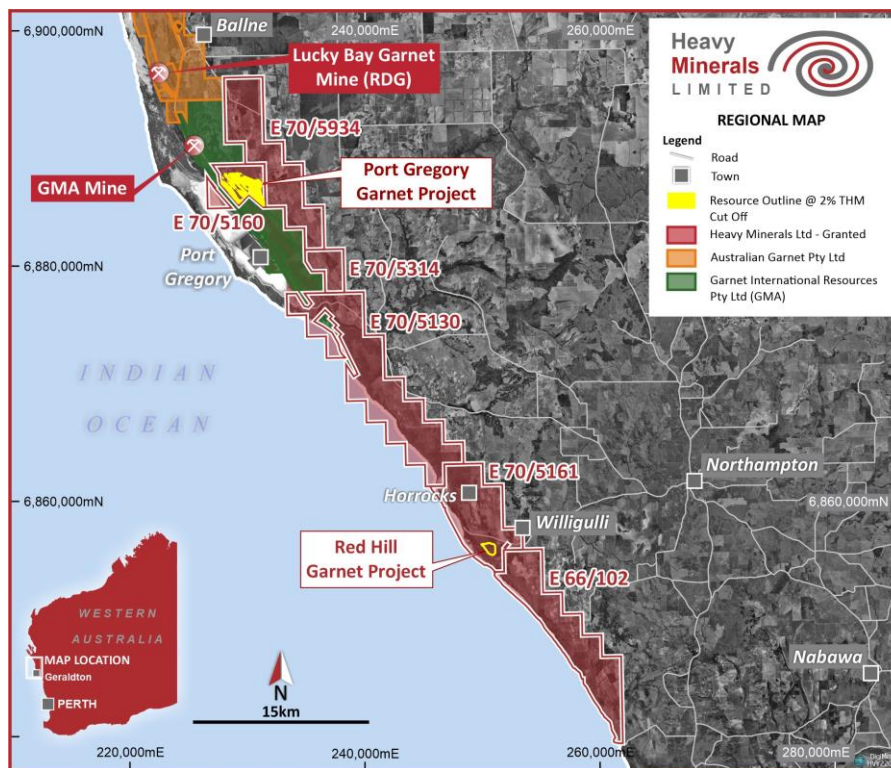 6,900,000mN
Ballne
240,000mE
260,000mE
Lucky Bay Garnet
Mine (RDG)
Heavy
Minerals
LIMITED
REGIONAL MAP
Legend
Road
Town
Resource Outline @ 2% THM
Cut Off
Heavy Minerals Ltd - Granted
Australian Garnet Pty Ltd
Garnet International Resources
Pty Ltd (GMA)
E 70/5934
GMA Mine
Port Gregory
Garnet Project
E 70/5160
Port
Gregory
6,880,000mN
E 70/5314
E 70/5130
INDIAN
OCEAN
Northampton
E 70/5161
Horrocks
6,860,000mN
6,860,000mN
Willigulli
Red Hill
Garnet Project
E 66/102
WESTERN
AUSTRALIA
MAP LOCATION
Geraldton
PERTH
N
15km
Nabawa
220,000mE
240,000mE
260,000mE
280,000mE